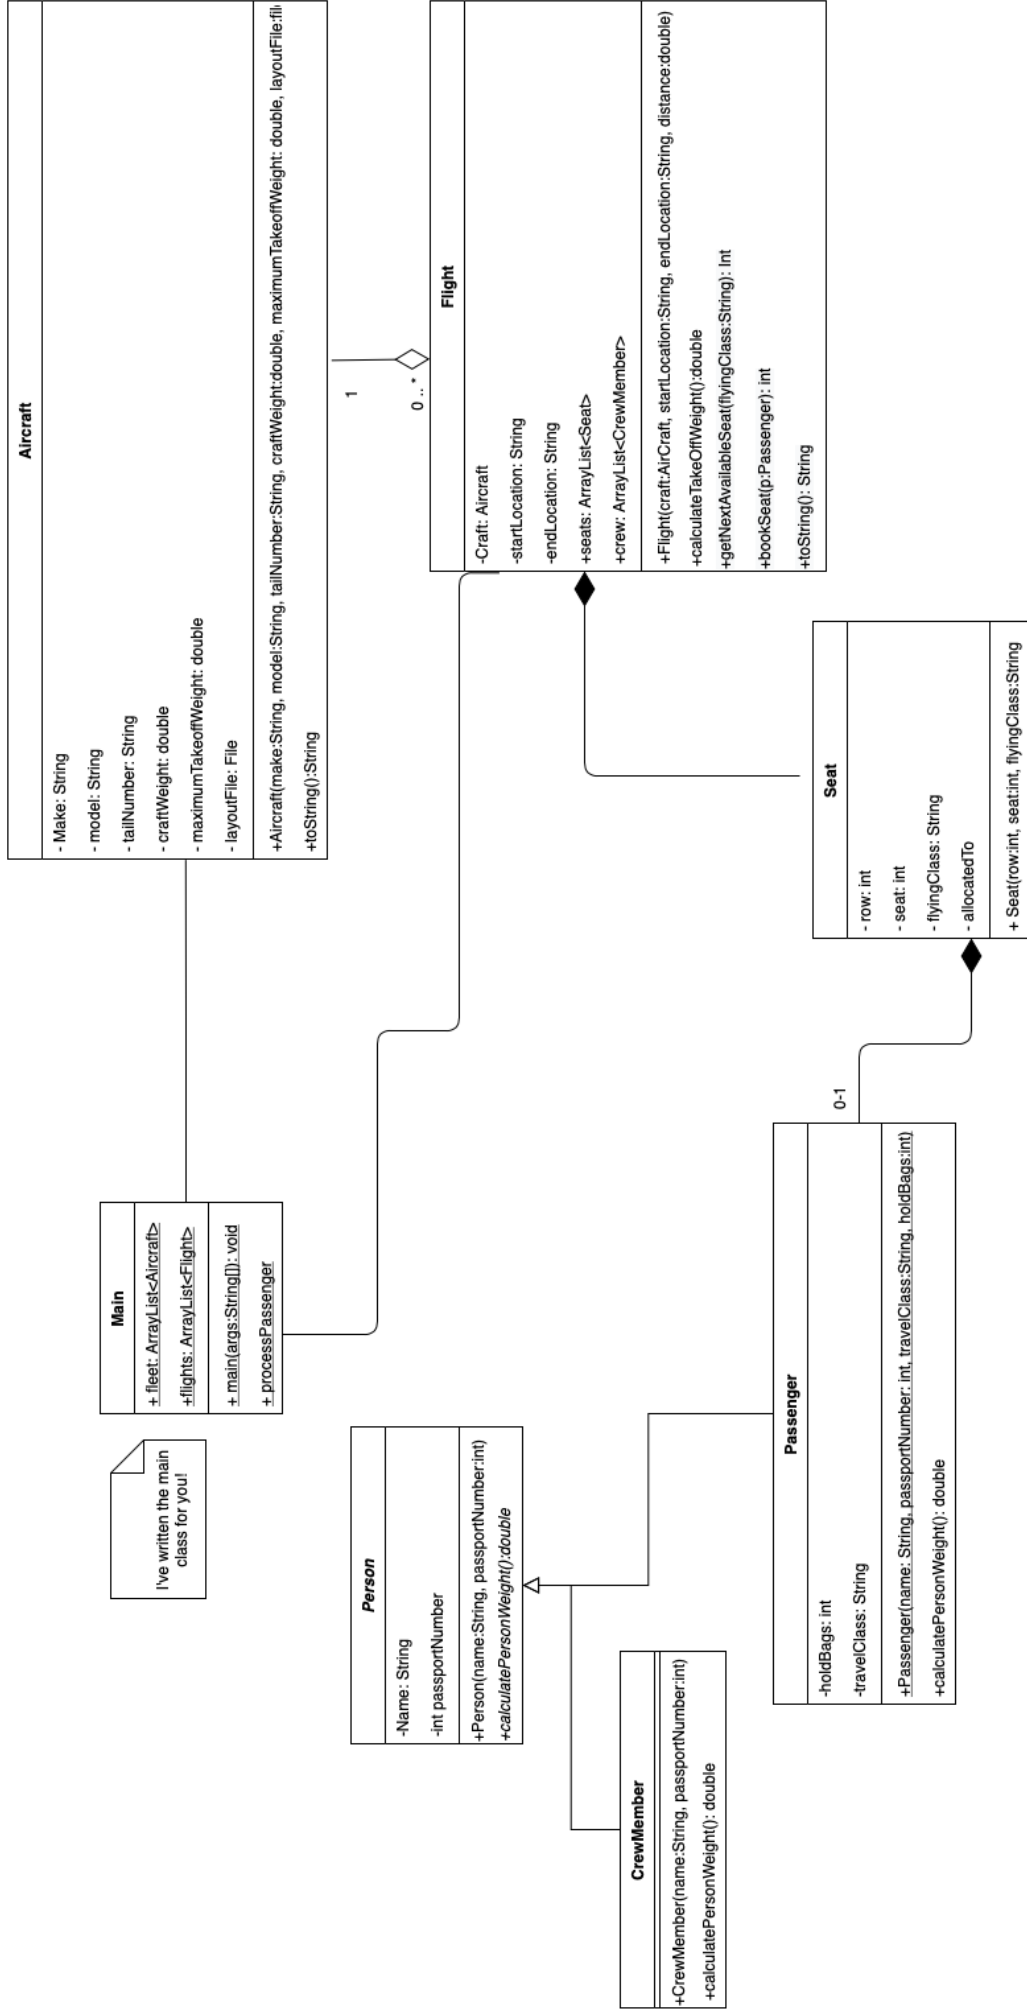 Aircraft
- Make: String
- model: String
- tailNumber: String
- craftWeight: double
- maximumTakeoffWeight: double
- layoutFile: File
+Aircraft(make:String, model:String, tailNumber:String, craftWeight:double, maximumTakeoffWeight: double, layoutFile:fil
+toString():String
1
0 .. *
Main
+ fleet: ArrayList<Aircraft>
+flights: ArrayList<Flight>
+ main(args:String[]): void
+ processPassenger
I've written the main
class for you!
Flight
-Craft: Aircraft
-startLocation: String
-endLocation: String
+seats: ArrayList<Seat>
+crew: ArrayList<CrewMember>
+Flight(craft:AirCraft, startLocation:String, endLocation:String, distance:double)
+calculateTakeOffWeight():double
+getNextAvailableSeat(flyingClass:String): Int
+bookSeat(p:Passenger): int
+toString(): String
Person
-Name: String
-int passportNumber
+Person(name:String, passportNumber:int)
+calculatePersonWeight():double
CrewMember
+CrewMember(name:String, passportNumber:int)
+calculatePersonWeight(): double
Passenger
-holdBags: int
-travelClass: String
+Passenger(name: String, passportNumber: int, travelClass:String, holdBags:int)
+calculatePersonWeight(): double
0-1
Seat
- row: int
- seat: int
- flyingClass: String
- allocatedTo
+ Seat(row:int, seat:int, flyingClass:String